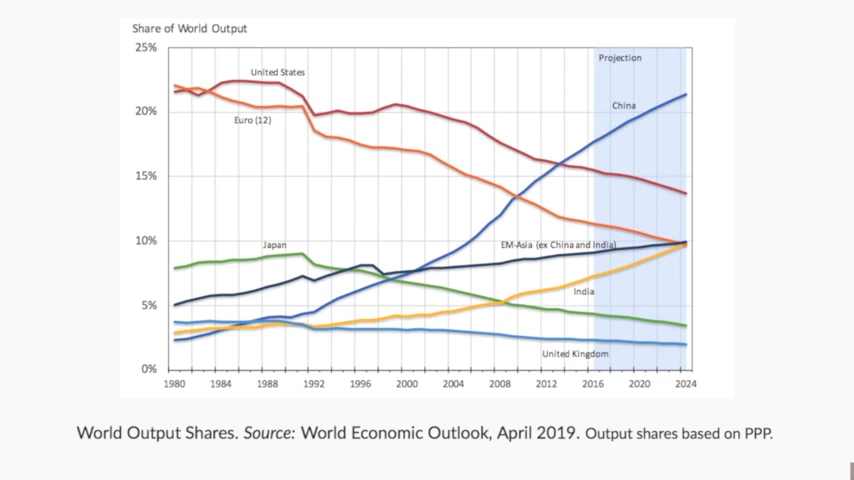 Share of World Output
25%
Projection
United States
China
20%
Euro (12)
15%
Japan
EM-Asia (ex China and India)
10%
India
5%
United Kingdom
0%
1980 1984 1988 1992 1996 2000 2004 2008 2012 2016 2020 2024
World Output Shares. Source: World Economic Outlook, April 2019. Output shares based on PPP.